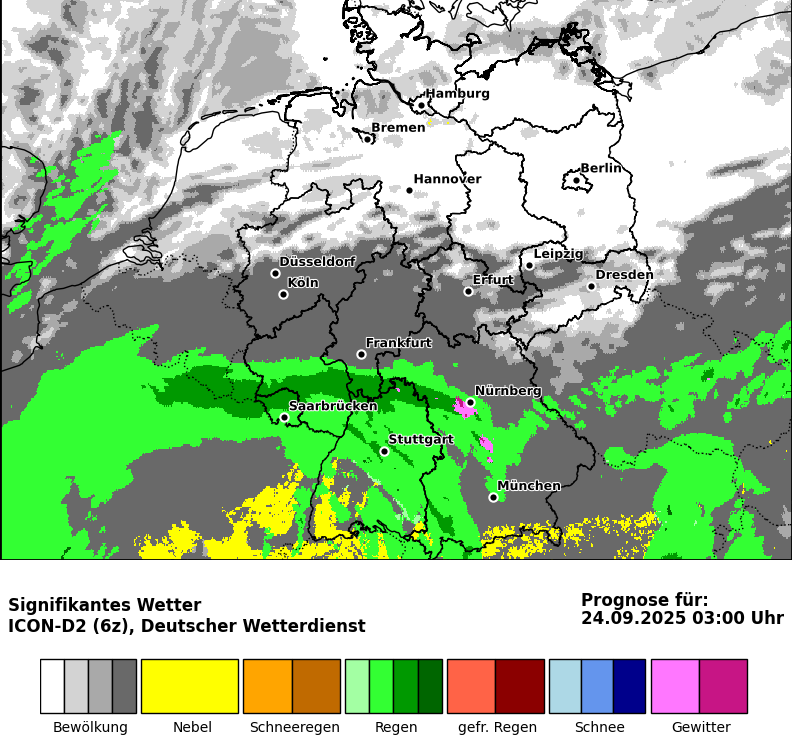 Hamburg
Bremen
Berlin
Hannover
Leipzig
Düsseldorf
Dresden
Erfurt
Köln
Frankfurt
Nürnberg
Saarbrücken
Stuttgart
München
Signifikantes Wetter
ICON-D2 (6z), Deutscher Wetterdienst
Prognose für:
24.09.2025 03:00 Uhr
Bewölkung Nebel Schneeregen Regen gefr. Regen Schnee Gewitter